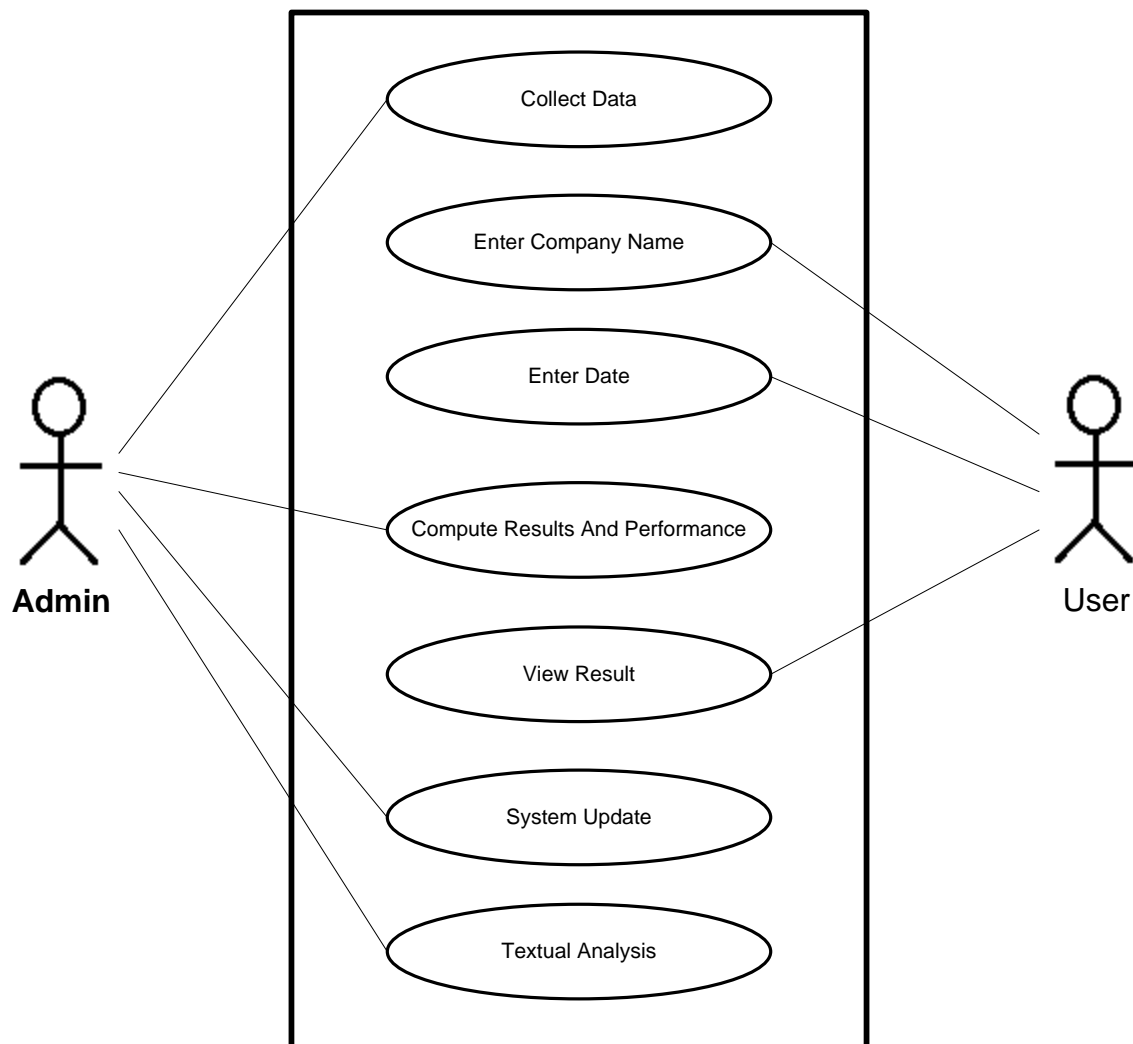 Collect Data
Enter Company Name
Enter Date
Compute Results And Performance
Admin
User
View Result
System Update
Textual Analysis